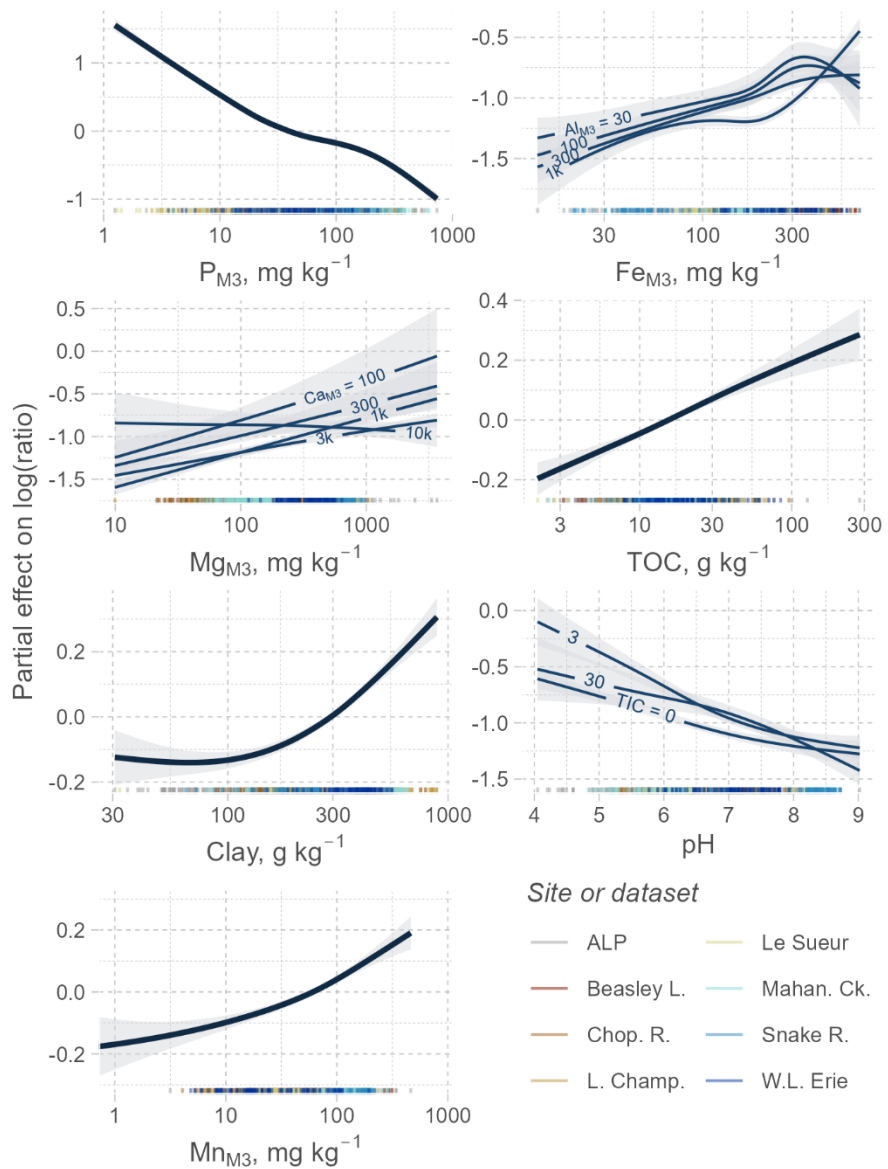 Partial effect on log(ratio)
1
0
-1
1
10
100
1000
P_M3, mg kg⁻¹
-0.5
-1.0
-1.5
Al_M3 = 30
100
300
1k
30
100
300
Fe_M3, mg kg⁻¹
0.5
0.0
-0.5
-1.0
-1.5
Ca_M3 = 100
300
1k
3k
10k
10
100
1000
Mg_M3, mg kg⁻¹
0.4
0.2
0.0
-0.2
3
10
30
100
300
TOC, g kg⁻¹
0.2
0.0
-0.2
30
100
300
1000
Clay, g kg⁻¹
0.0
-0.5
-1.0
-1.5
3
30
TIC = 0
4
5
6
7
8
9
pH
0.2
0.0
-0.2
1
10
100
1000
Mn_M3, mg kg⁻¹
Site or dataset
ALP
Beasley L.
Chop. R.
L. Champ.
Le Sueur
Mahan. Ck.
Snake R.
W.L. Erie